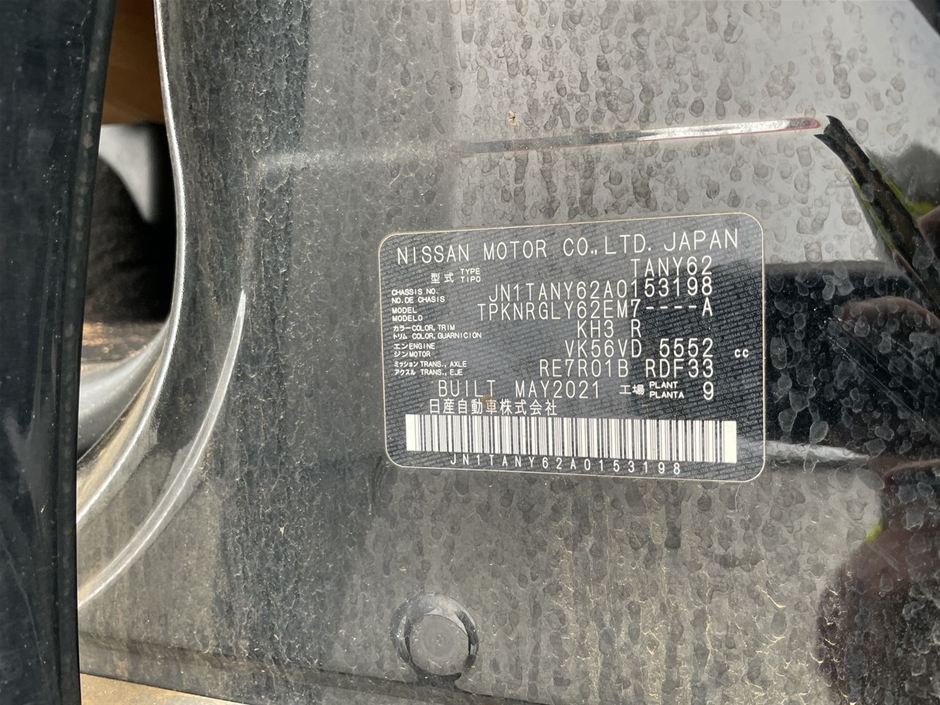 NISSAN MOTOR CO.,LTD. JAPAN
型式 TYPE TIPO TANY62
CHASSIS NO. NO.DE CHASIS JN1TANY62A0153198
MODEL MODELO TPKNRGLY62EM7----A
カラー COLOR,TRIM トリム COLOR,GUARNICION KH3 R
エンジン ENGINE MOTOR VK56VD 5552 cc
ミッション TRANS., AXLE アクスル TRANS., EJE RE7R01B RDF33
BUILT MAY2021 工場 PLANT PLANTA 9
日産自動車株式会社
JN1TANY62A0153198